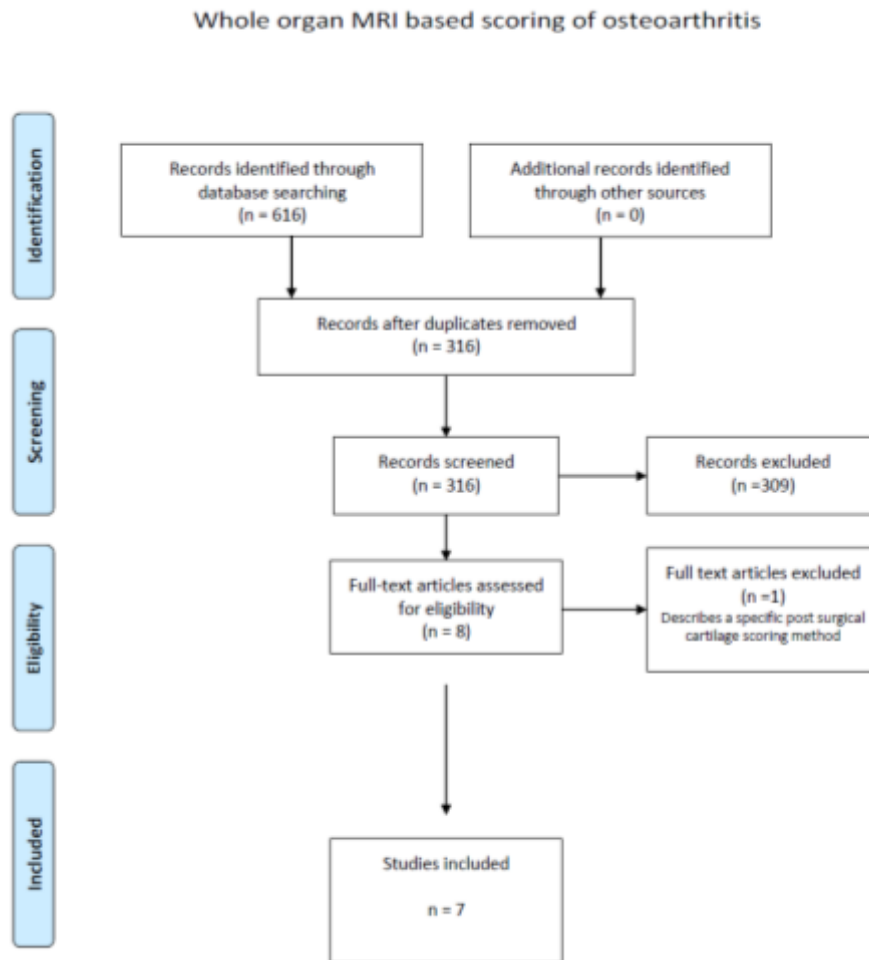 Whole organ MRI based scoring of osteoarthritis
Identification
Records identified through
database searching
(n = 616)
Additional records identified
through other sources
(n = 0)
Records after duplicates removed
(n = 316)
Screening
Records screened
(n = 316)
Records excluded
(n =309)
Eligibility
Full-text articles assessed
for eligibility
(n = 8)
Full text articles excluded
(n =1)
Describes a specific post surgical
cartilage scoring method
Included
Studies included
n = 7